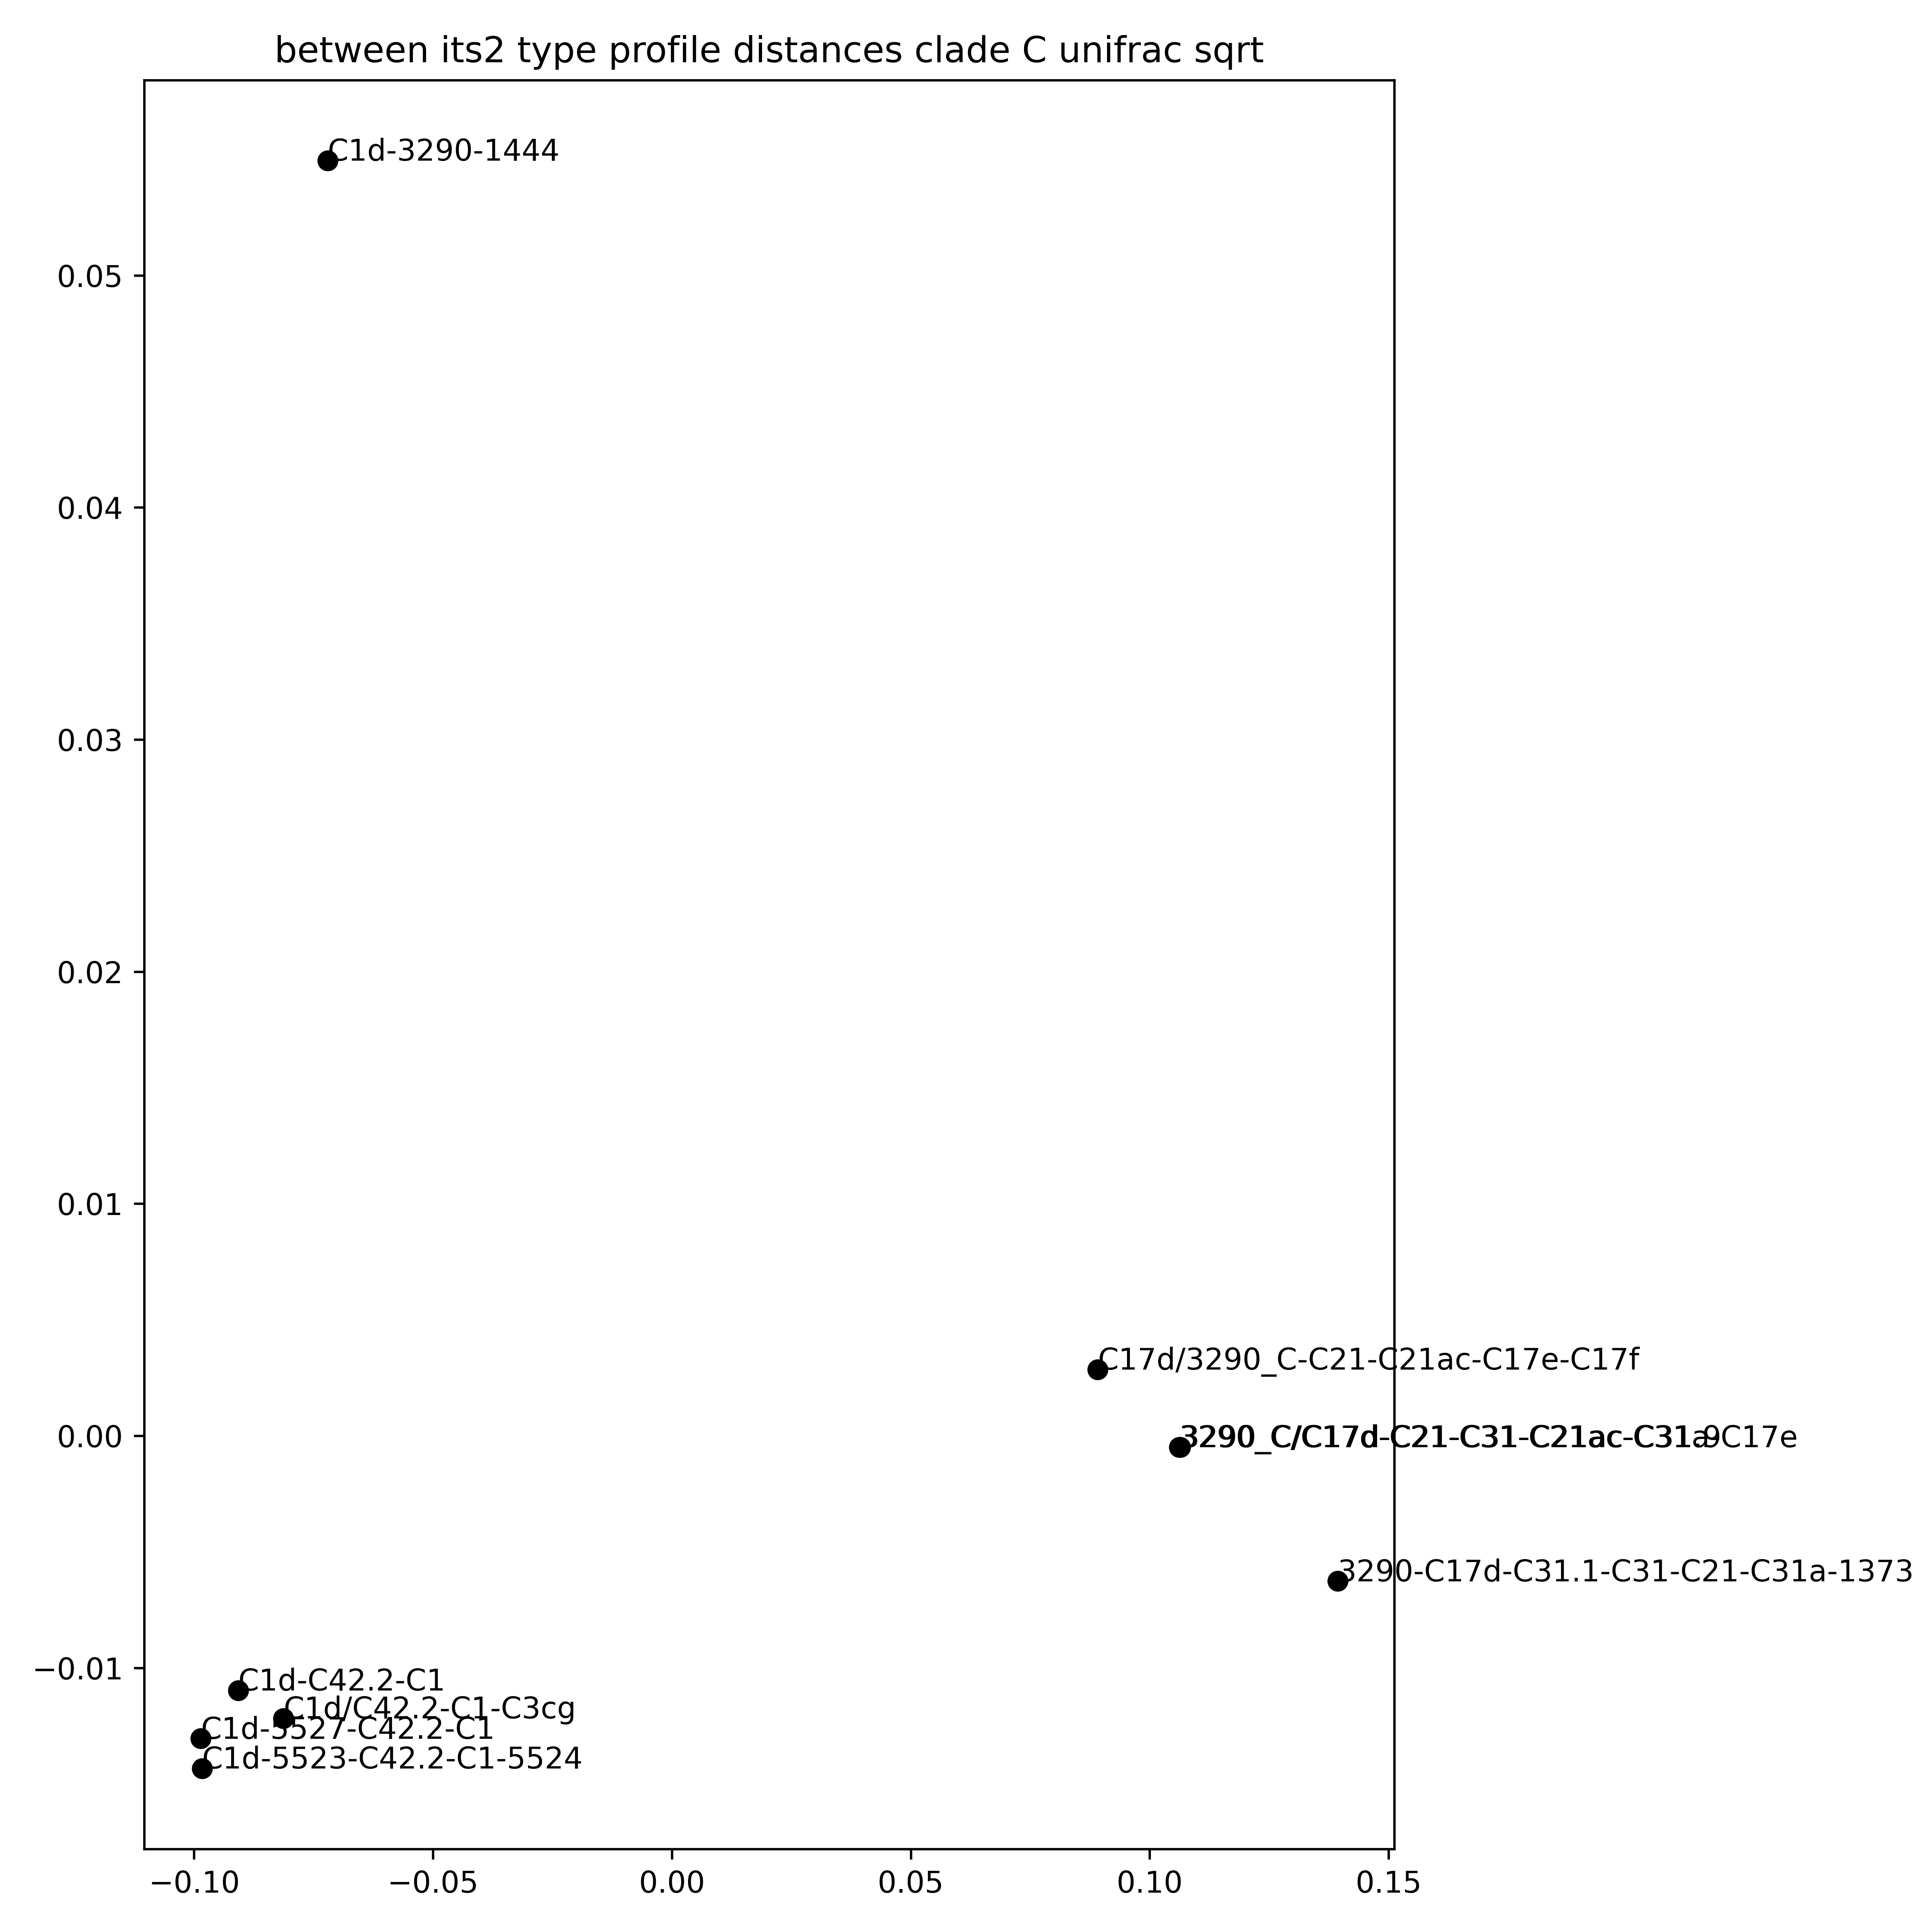 between its2 type profile distances clade C unifrac sqrt
C1d-3290-1444
0.05
0.04
0.03
0.02
0.01
C17d/3290_C-C21-C21ac-C17e-C17f
0.00
3290-C17d-C31.1-C31-C21-C31a-1373
−0.01
C1d-C42.2-C1
C1d/C42.2-C1-C3cg
C1d-5527-C42.2-C1
C1d-5523-C42.2-C1-5524
−0.10
−0.05
0.00
0.05
0.10
0.15